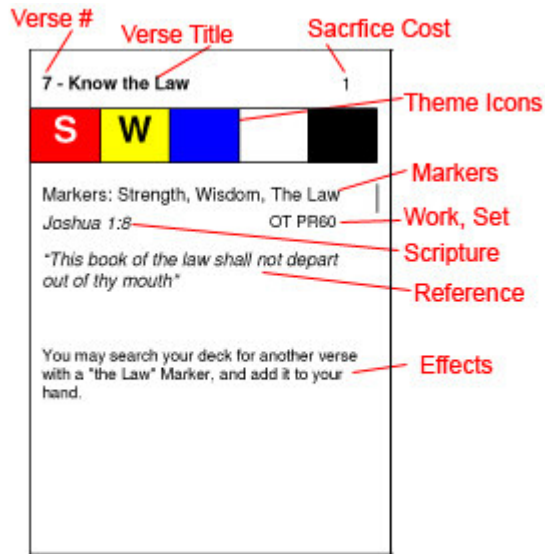 Verse #
Verse Title
Sacrfice Cost
7 - Know the Law 1
Theme Icons
S W
Markers
Markers: Strength, Wisdom, The Law
Work, Set
Joshua 1:8 OT PR60
Scripture
"This book of the law shall not depart
out of thy mouth"
Reference
You may search your deck for another verse
with a "the Law" Marker, and add it to your
hand.
Effects